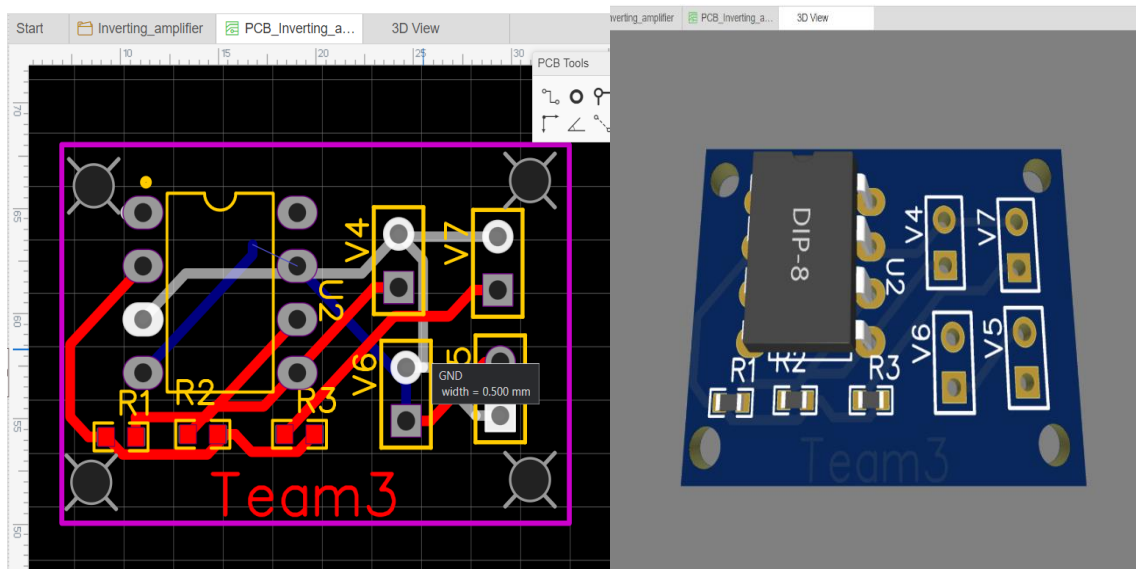 Start
Inverting_amplifier
PCB_Inverting_a...
3D View
10
15
20
25
30
PCB Tools
70
65
60
55
50
V4
V7
U2
V6
5
GND
width = 0.500 mm
R1
R2
R3
Team3
nverting_amplifier
PCB_Inverting_a...
3D View
DIP-8
V4
V7
U2
V6
V5
R1
R2
R3
Team3